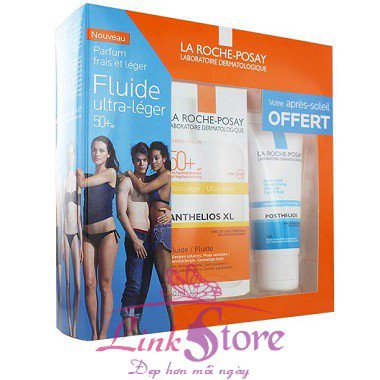 Nouveau
Parfum
frais et léger
Fluide
ultra-léger
50+
LA ROCHE-POSAY
LABORATOIRE DERMATOLOGIQUE
Votre après-soleil
OFFERT
LA ROCHE-POSAY
LABORATOIRE DERMATOLOGIQUE
50+
ultra-léger / Ultra-light
ANTHELIOS XL
Fluide / Fluide
LA ROCHE-POSAY
POSTHELIOS
Link Store
Đẹp hơn mỗi ngày